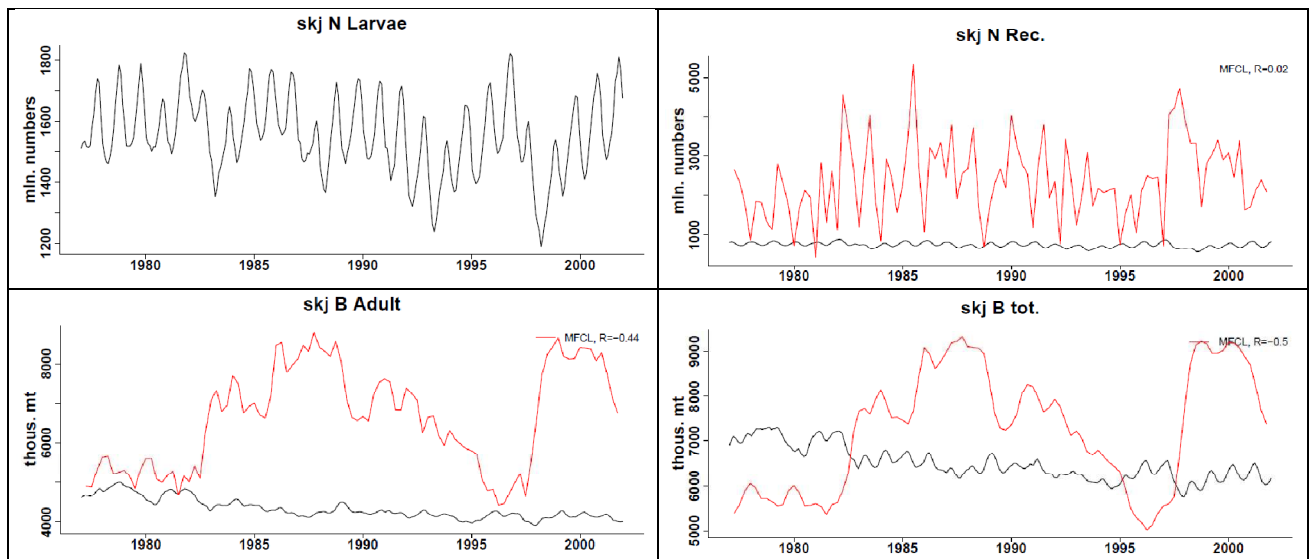 skj N Larvae
mln. numbers
1800
1600
1400
1200
1980 1985 1990 1995 2000
skj N Rec.
MFCL, R=0.02
mln. numbers
5000
3000
1000
1980 1985 1990 1995 2000
skj B Adult
MFCL, R=−0.44
thous. mt
8000
6000
4000
1980 1985 1990 1995 2000
skj B tot.
MFCL, R=−0.5
thous. mt
9000
8000
7000
6000
5000
1980 1985 1990 1995 2000